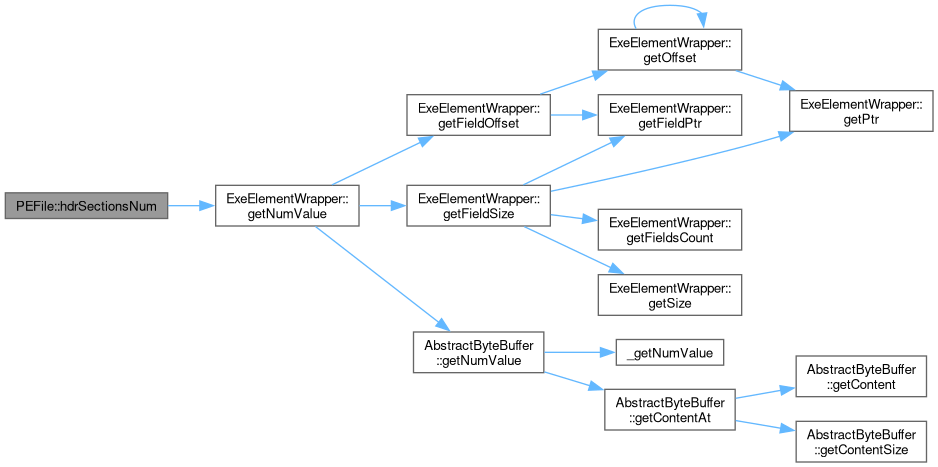 PEFile::hdrSectionsNum
ExeElementWrapper::
getNumValue
ExeElementWrapper::
getFieldOffset
ExeElementWrapper::
getOffset
ExeElementWrapper::
getPtr
ExeElementWrapper::
getFieldPtr
ExeElementWrapper::
getFieldSize
ExeElementWrapper::
getFieldsCount
ExeElementWrapper::
getSize
AbstractByteBuffer
::getNumValue
_getNumValue
AbstractByteBuffer
::getContentAt
AbstractByteBuffer
::getContent
AbstractByteBuffer
::getContentSize